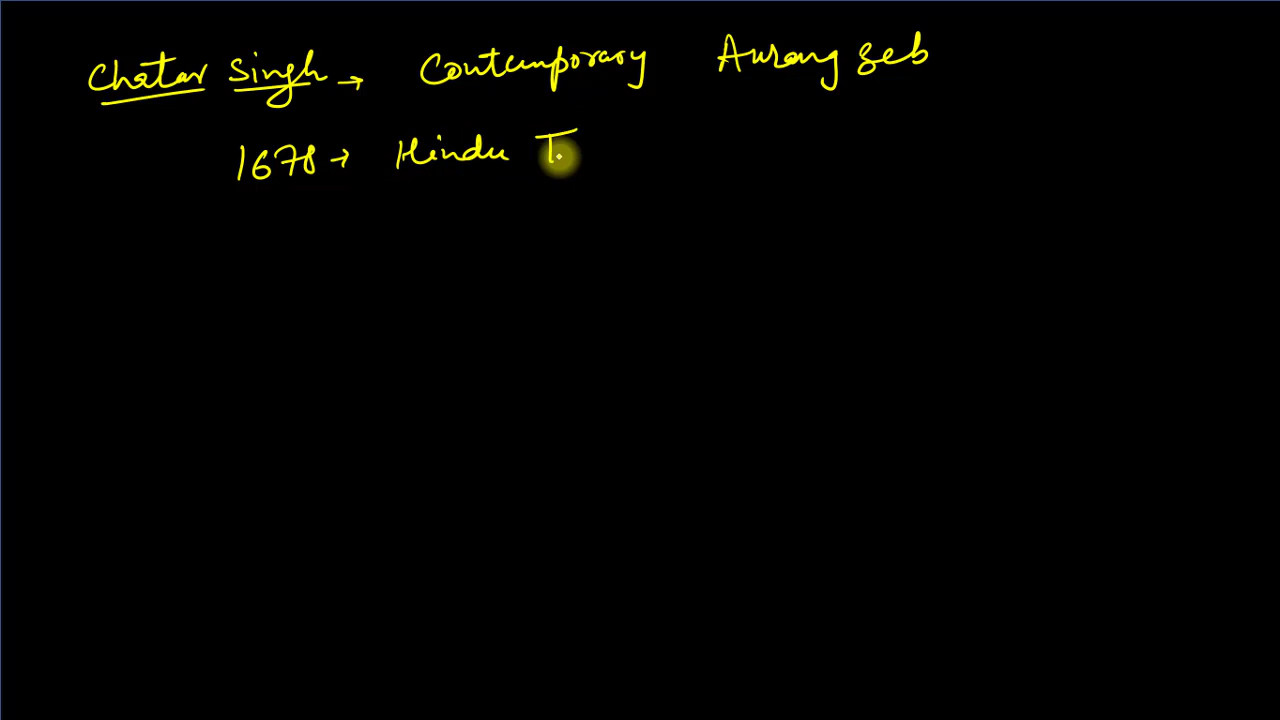 Chatar Singh → Contemporary Aurangzeb
1678 → Hindu T.